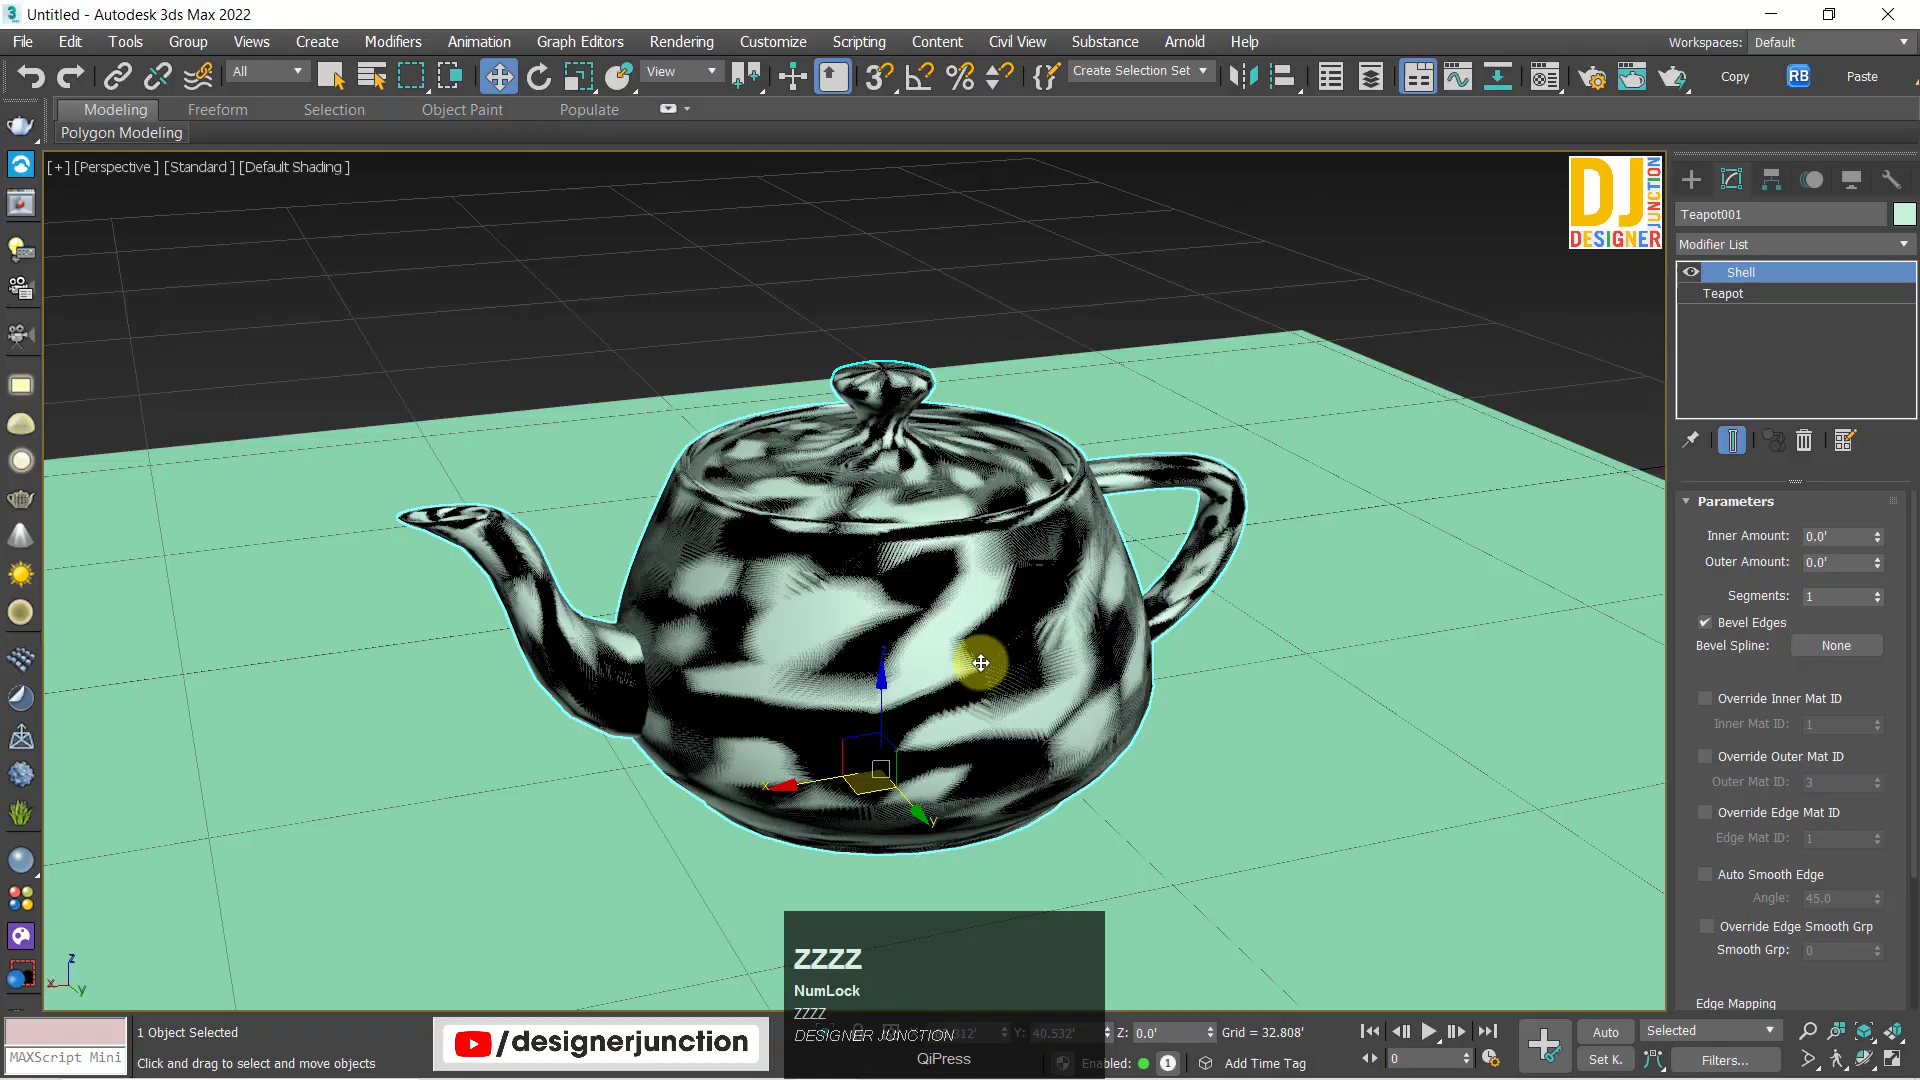 Untitled - Autodesk 3ds Max 2022
File Edit Tools Group Views Create Modifiers Animation Graph Editors Rendering Customize Scripting Content Civil View Substance Arnold Help
Workspaces: Default
All
View
Create Selection Set
Copy
RB
Paste
Modeling Freeform Selection Object Paint Populate
Polygon Modeling
[+] [Perspective ] [Standard ] [Default Shading ]
DJ
JUNCTION
DESIGNER
Teapot001
Modifier List
Shell
Teapot
Parameters
Inner Amount: 0.0'
Outer Amount: 0.0'
Segments: 1
Bevel Edges
Bevel Spline: None
Override Inner Mat ID
Inner Mat ID: 1
Override Outer Mat ID
Outer Mat ID: 3
Override Edge Mat ID
Edge Mat ID: 1
Auto Smooth Edge
Angle: 45.0
Override Edge Smooth Grp
Smooth Grp: 0
Edge Mapping
z
x
y
z
x
y
ZZZZ
NumLock
ZZZZ
DESIGNER JUNCTION
QiPress
MAXScript Mini
1 Object Selected
Click and drag to select and move objects
/designerjunction
Y: 40.532'
Z: 0.0'
Grid = 32.808'
Enabled: 1
Add Time Tag
0
Auto
Set K.
Selected
Filters...